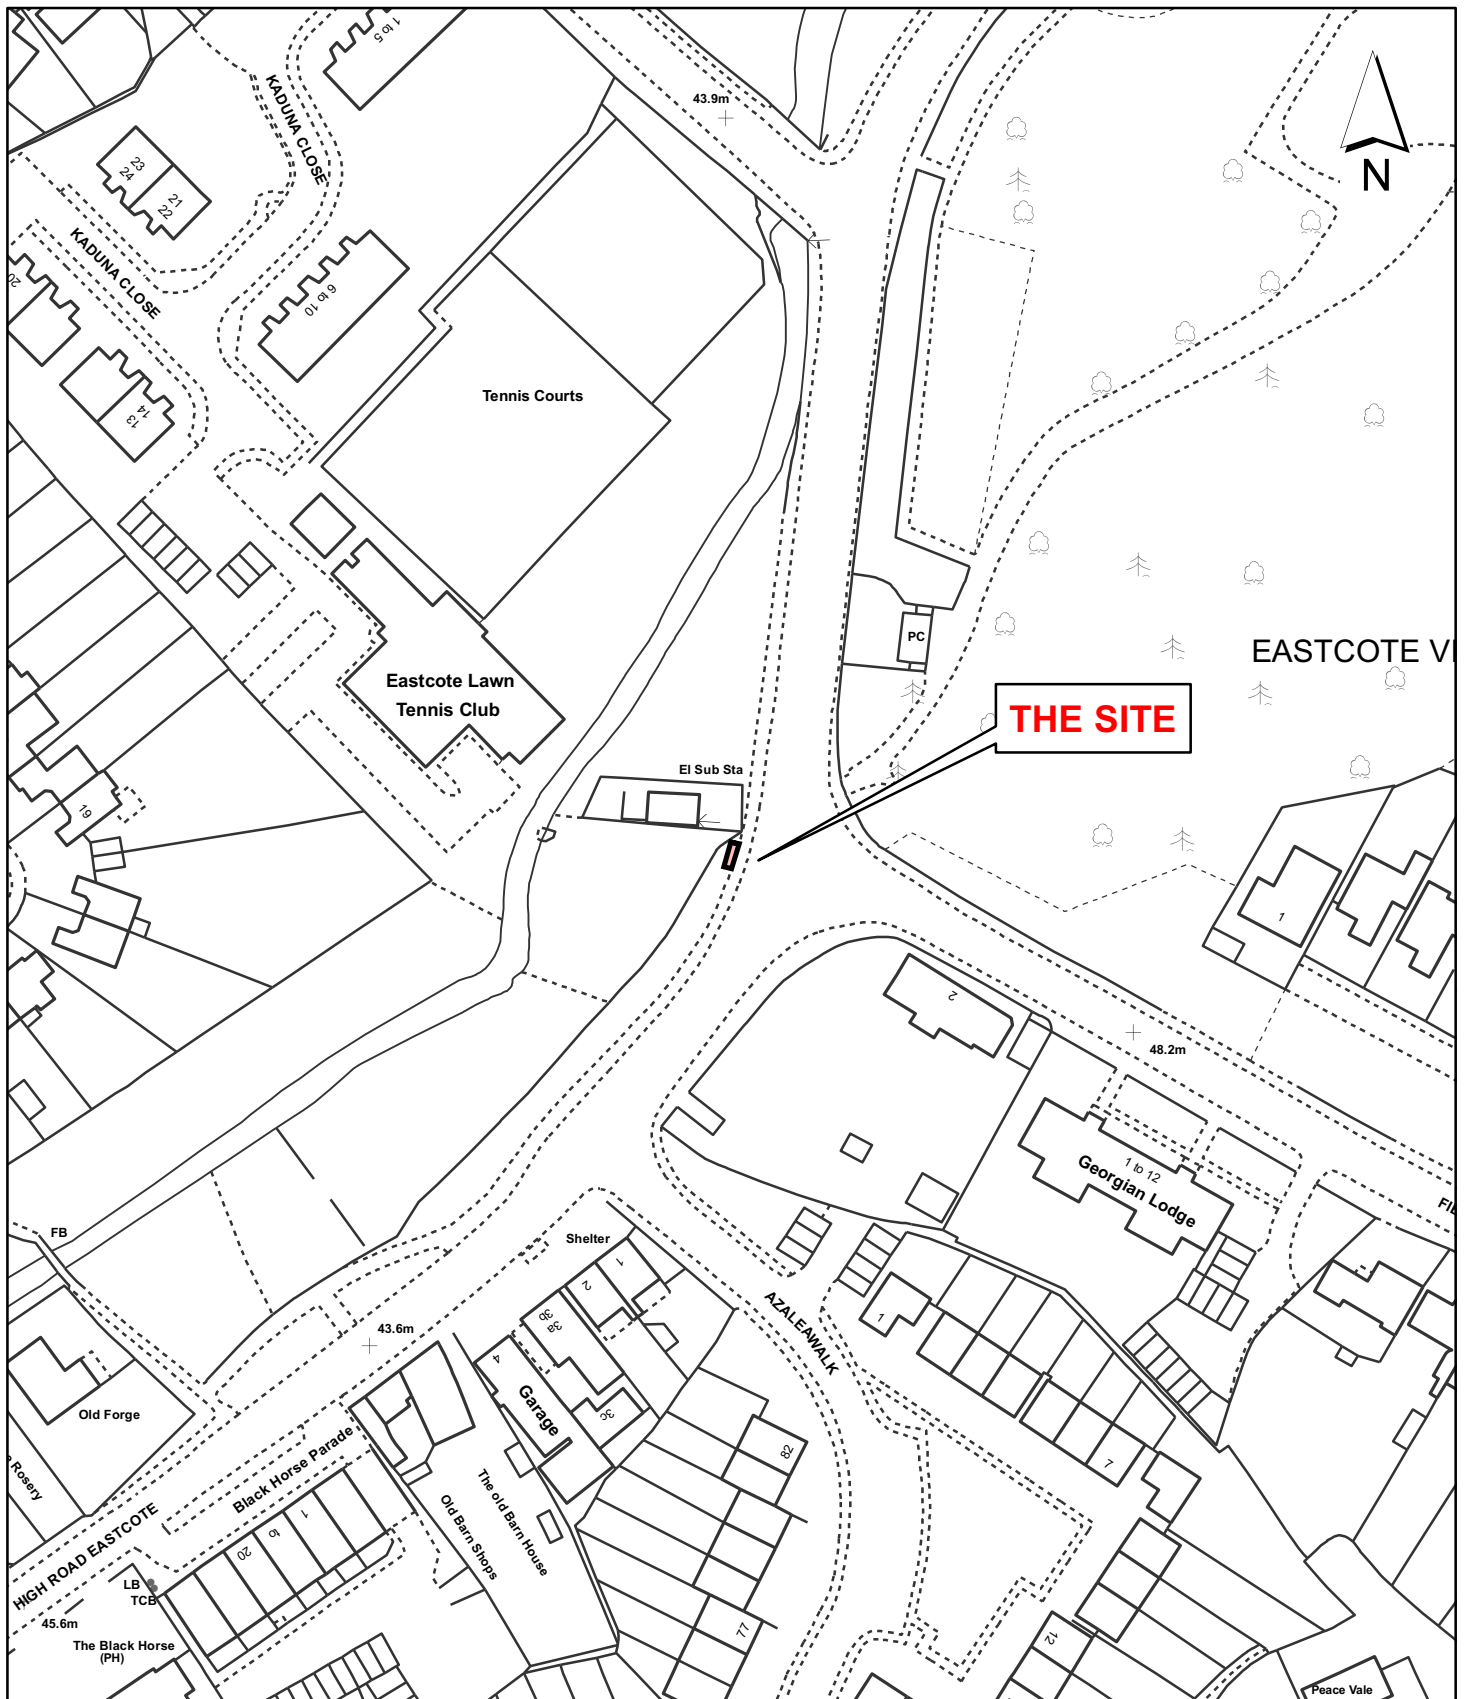 1 to 5
KADUNA CLOSE
43.9m
N
23
24
21
22
KADUNA CLOSE
20
6 to 10
14
13
Tennis Courts
PC
EASTCOTE VI
Eastcote Lawn
Tennis Club
THE SITE
El Sub Sta
19
1
2
48.2m
1 to 12
Georgian Lodge
FIE
FB
Shelter
1
2
3b
3a
3c
4
Garage
AZALEAWALK
1
7
43.6m
Old Forge
Rosery
Black Horse Parade
HIGH ROAD EASTCOTE
1
to
20
Old Barn Shops
The old Barn House
82
77
12
LB
TCB
45.6m
The Black Horse
(PH)
Peace Vale